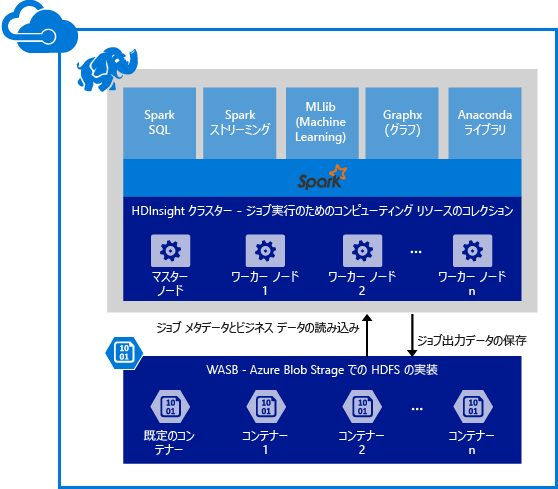 Spark
SQL
Spark
ストリーミング
MLlib
(Machine
Learning)
Graphx
(グラフ)
Anaconda
ライブラリ
Spark
HDInsight クラスター - ジョブ実行のためのコンピューティング リソースのコレクション
マスター
ノード
ワーカー ノード
1
ワーカー ノード
2
...
ワーカー ノード
n
ジョブ メタデータとビジネス データの読み込み
ジョブ出力データの保存
10
01
WASB - Azure Blob Strage での HDFS の実装
10
01
10
01
10
01
...
10
01
既定のコン
テナー
コンテナー
1
コンテナー
2
コンテナー
n